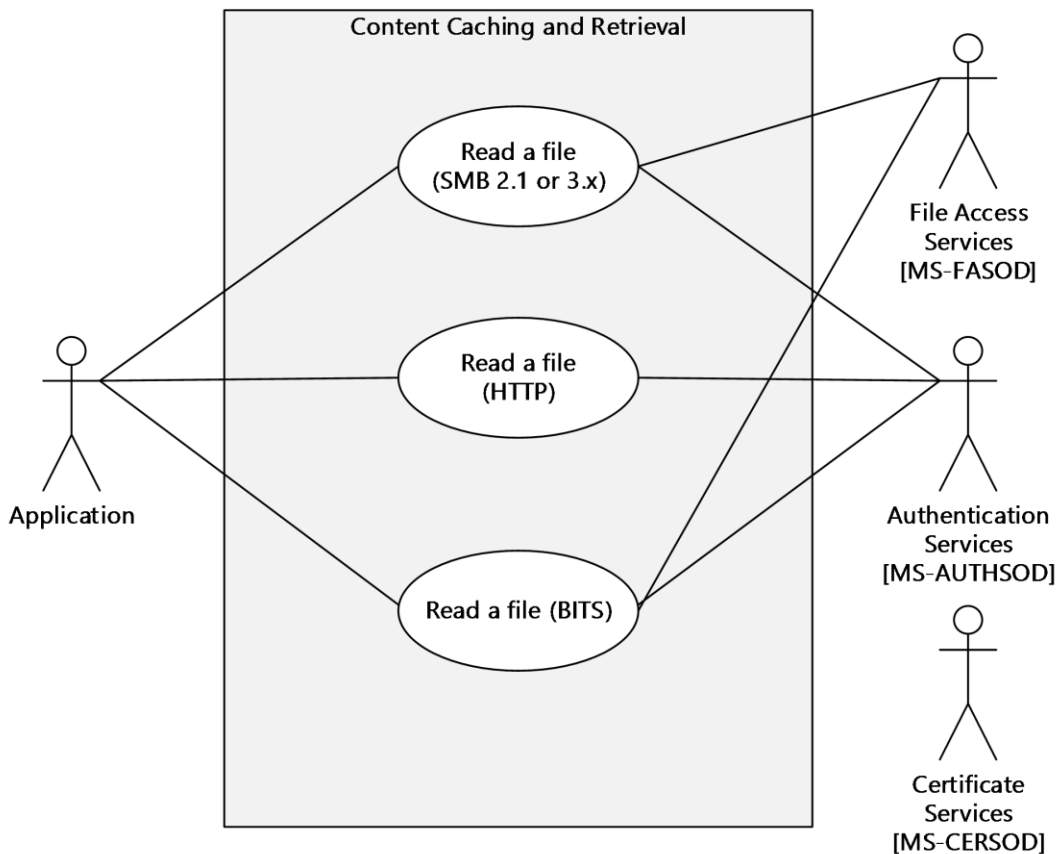 Content Caching and Retrieval
Read a file
(SMB 2.1 or 3.x)
File Access
Services
[MS-FASOD]
Read a file
(HTTP)
Application
Authentication
Services
[MS-AUTHSOD]
Read a file (BITS)
Certificate
Services
[MS-CERSOD]